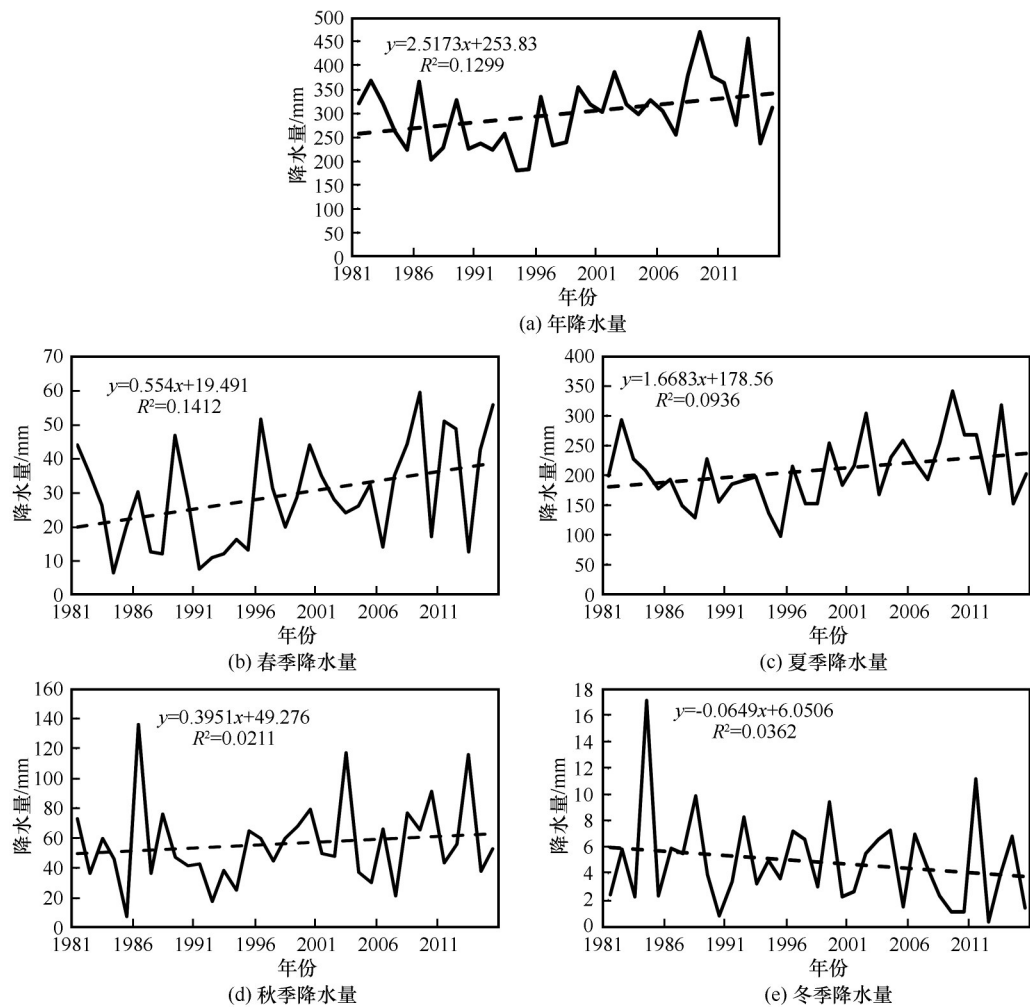 500
450
400
350
300
250
200
150
100
50
0
降水量/mm
y=2.5173x+253.83
R²=0.1299
1981 1986 1991 1996 2001 2006 2011
年份
(a) 年降水量
70
60
50
40
30
20
10
0
降水量/mm
y=0.554x+19.491
R²=0.1412
1981 1986 1991 1996 2001 2006 2011
年份
(b) 春季降水量
400
350
300
250
200
150
100
50
0
降水量/mm
y=1.6683x+178.56
R²=0.0936
1981 1986 1991 1996 2001 2006 2011
年份
(c) 夏季降水量
160
140
120
100
80
60
40
20
0
降水量/mm
y=0.3951x+49.276
R²=0.0211
1981 1986 1991 1996 2001 2006 2011
年份
(d) 秋季降水量
18
16
14
12
10
8
6
4
2
0
降水量/mm
y=-0.0649x+6.0506
R²=0.0362
1981 1986 1991 1996 2001 2006 2011
年份
(e) 冬季降水量